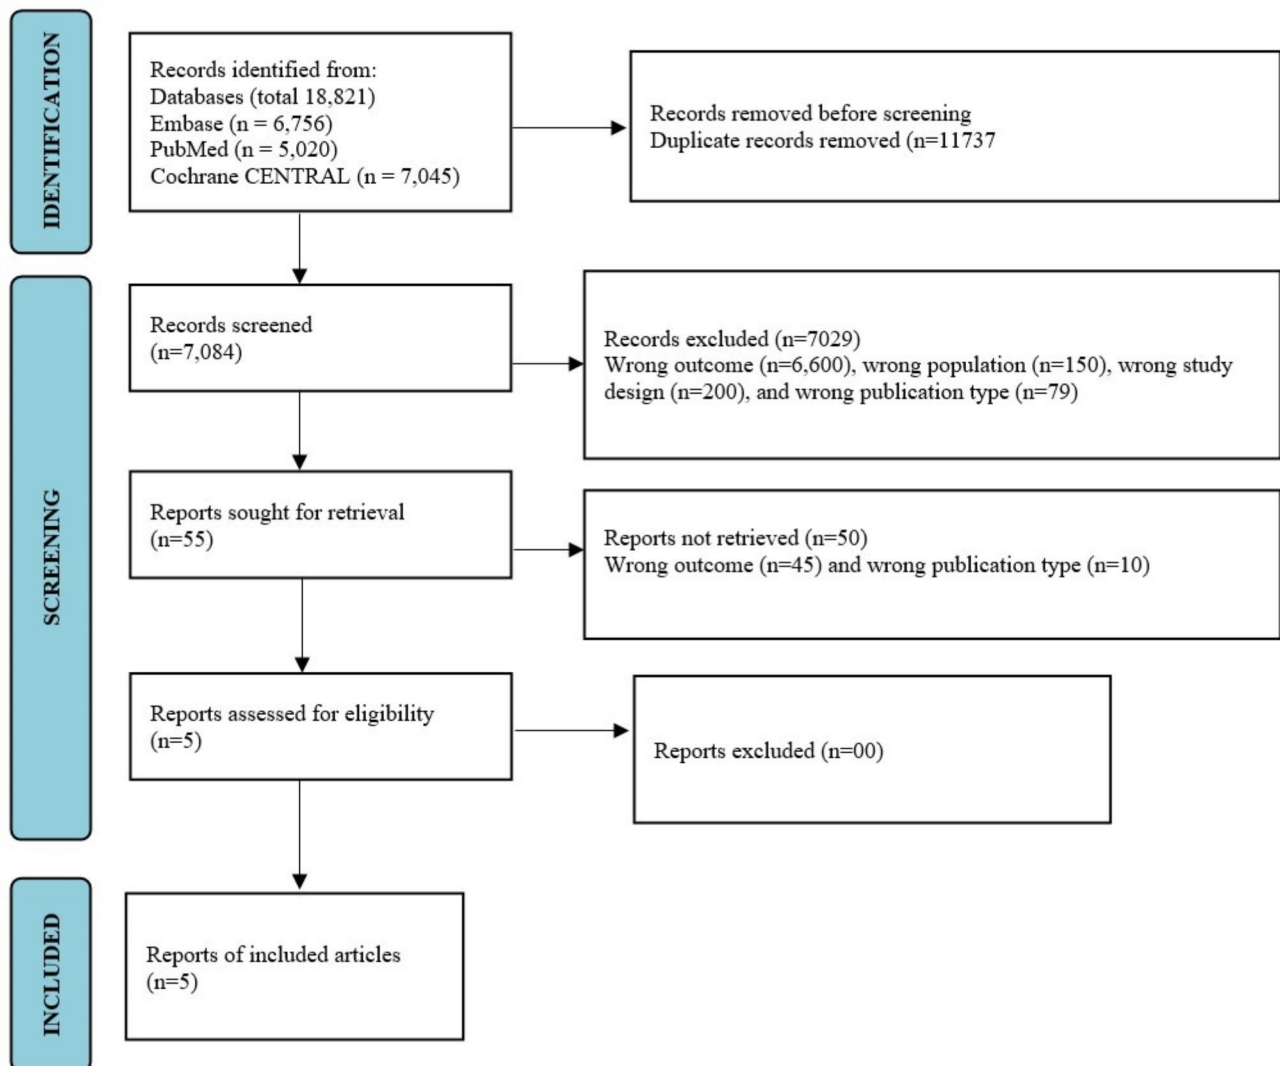 IDENTIFICATION
Records identified from:
Databases (total 18,821)
Embase (n = 6,756)
PubMed (n = 5,020)
Cochrane CENTRAL (n = 7,045)
Records removed before screening
Duplicate records removed (n=11737
SCREENING
Records screened
(n=7,084)
Records excluded (n=7029)
Wrong outcome (n=6,600), wrong population (n=150), wrong study
design (n=200), and wrong publication type (n=79)
Reports sought for retrieval
(n=55)
Reports not retrieved (n=50)
Wrong outcome (n=45) and wrong publication type (n=10)
Reports assessed for eligibility
(n=5)
Reports excluded (n=00)
INCLUDED
Reports of included articles
(n=5)